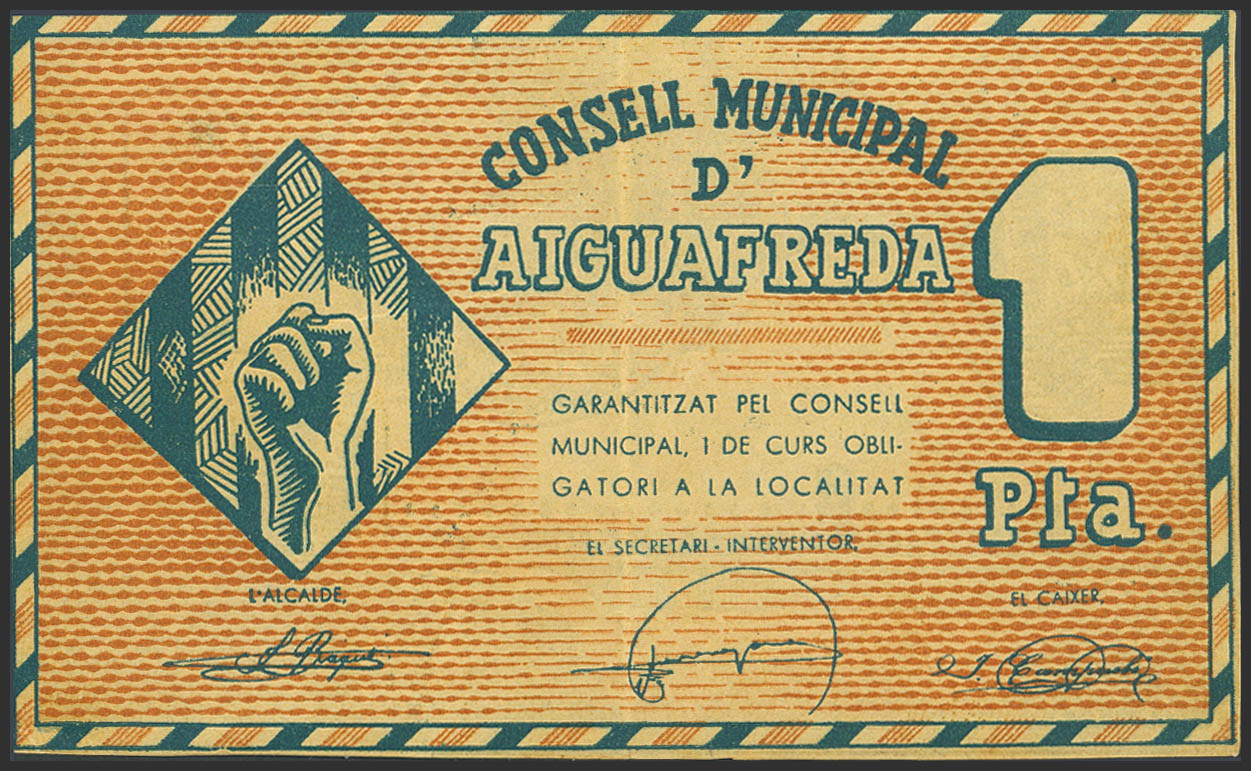 CONSELL MUNICIPAL
D'
AIGUAFREDA
1
Pta.
GARANTITZAT PEL CONSELL
MUNICIPAL, I DE CURS OBLI-
GATORI A LA LOCALITAT
EL SECRETARI - INTERVENTOR,
L'ALCALDE,
EL CAIXER,